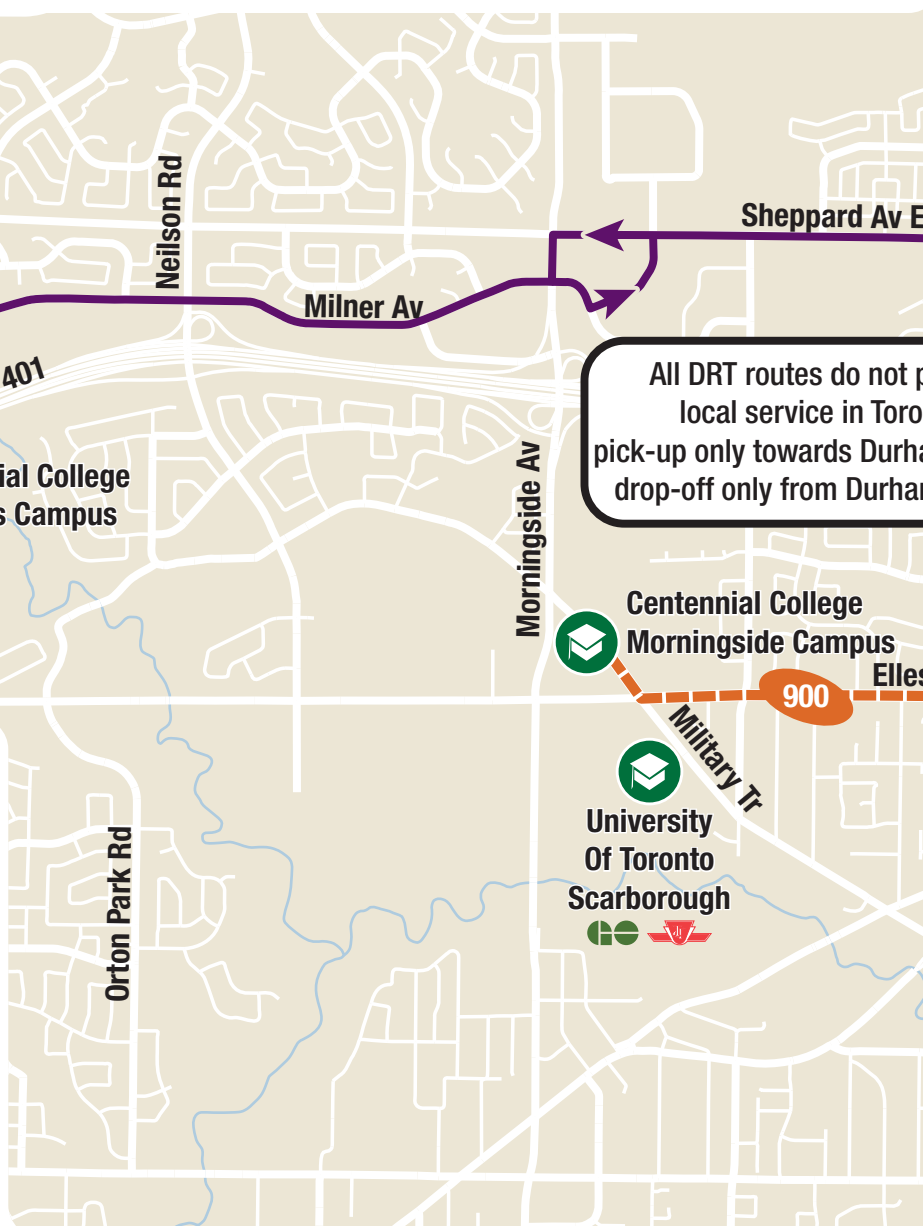 Neilson Rd
Sheppard Av E
Milner Av
401
All DRT routes do not p
local service in Toro
pick-up only towards Durha
drop-off only from Durhar
ial College
s Campus
Morningside Av
Centennial College
Morningside Campus
Elles
900
Military Tr
University
Of Toronto
Scarborough
GO
Orton Park Rd